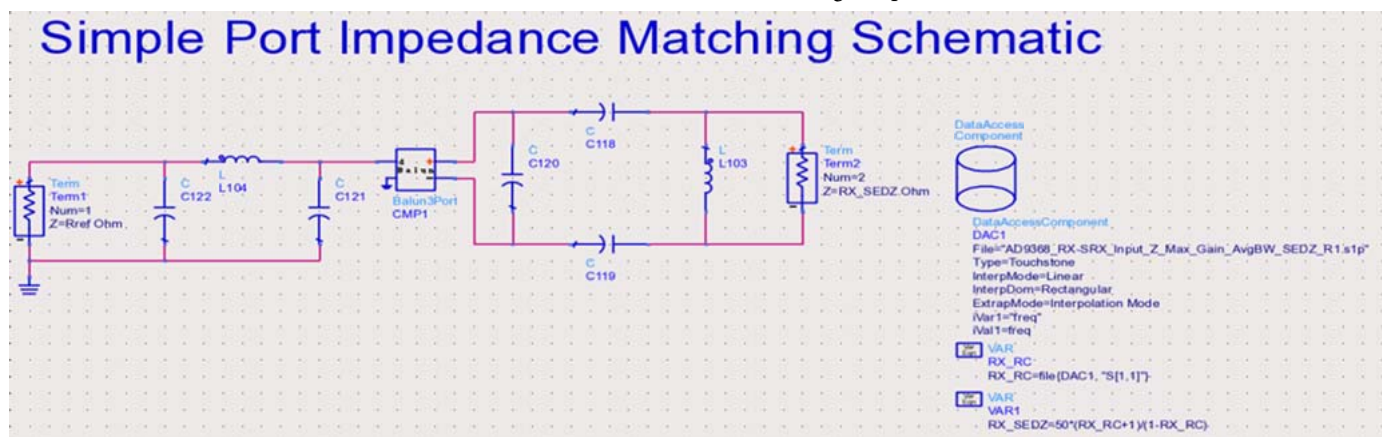 Simple Port Impedance Matching Schematic
Term
Term1
Num=1
Z=Rref Ohm
C
C122
L
L104
C
C121
Balun
Balun3Port
CMP1
C
C120
C
C118
C
C119
L
L103
Term
Term2
Num=2
Z=RX_SEDZ Ohm
DataAccess
Component
DataAccessComponent
DAC1
File="AD9368_RX-SRX_Input_Z_Max_Gain_AvgBW_SEDZ_R1.s1p"
Type=Touchstone
InterpMode=Linear
InterpDom=Rectangular
ExtrapMode=Interpolation Mode
iVar1="freq"
iVal1=freq
VAR
RX_RC
RX_RC=file{DAC1, "S[1,1]"}
VAR
VAR1
RX_SEDZ=50*(RX_RC+1)/(1-RX_RC)